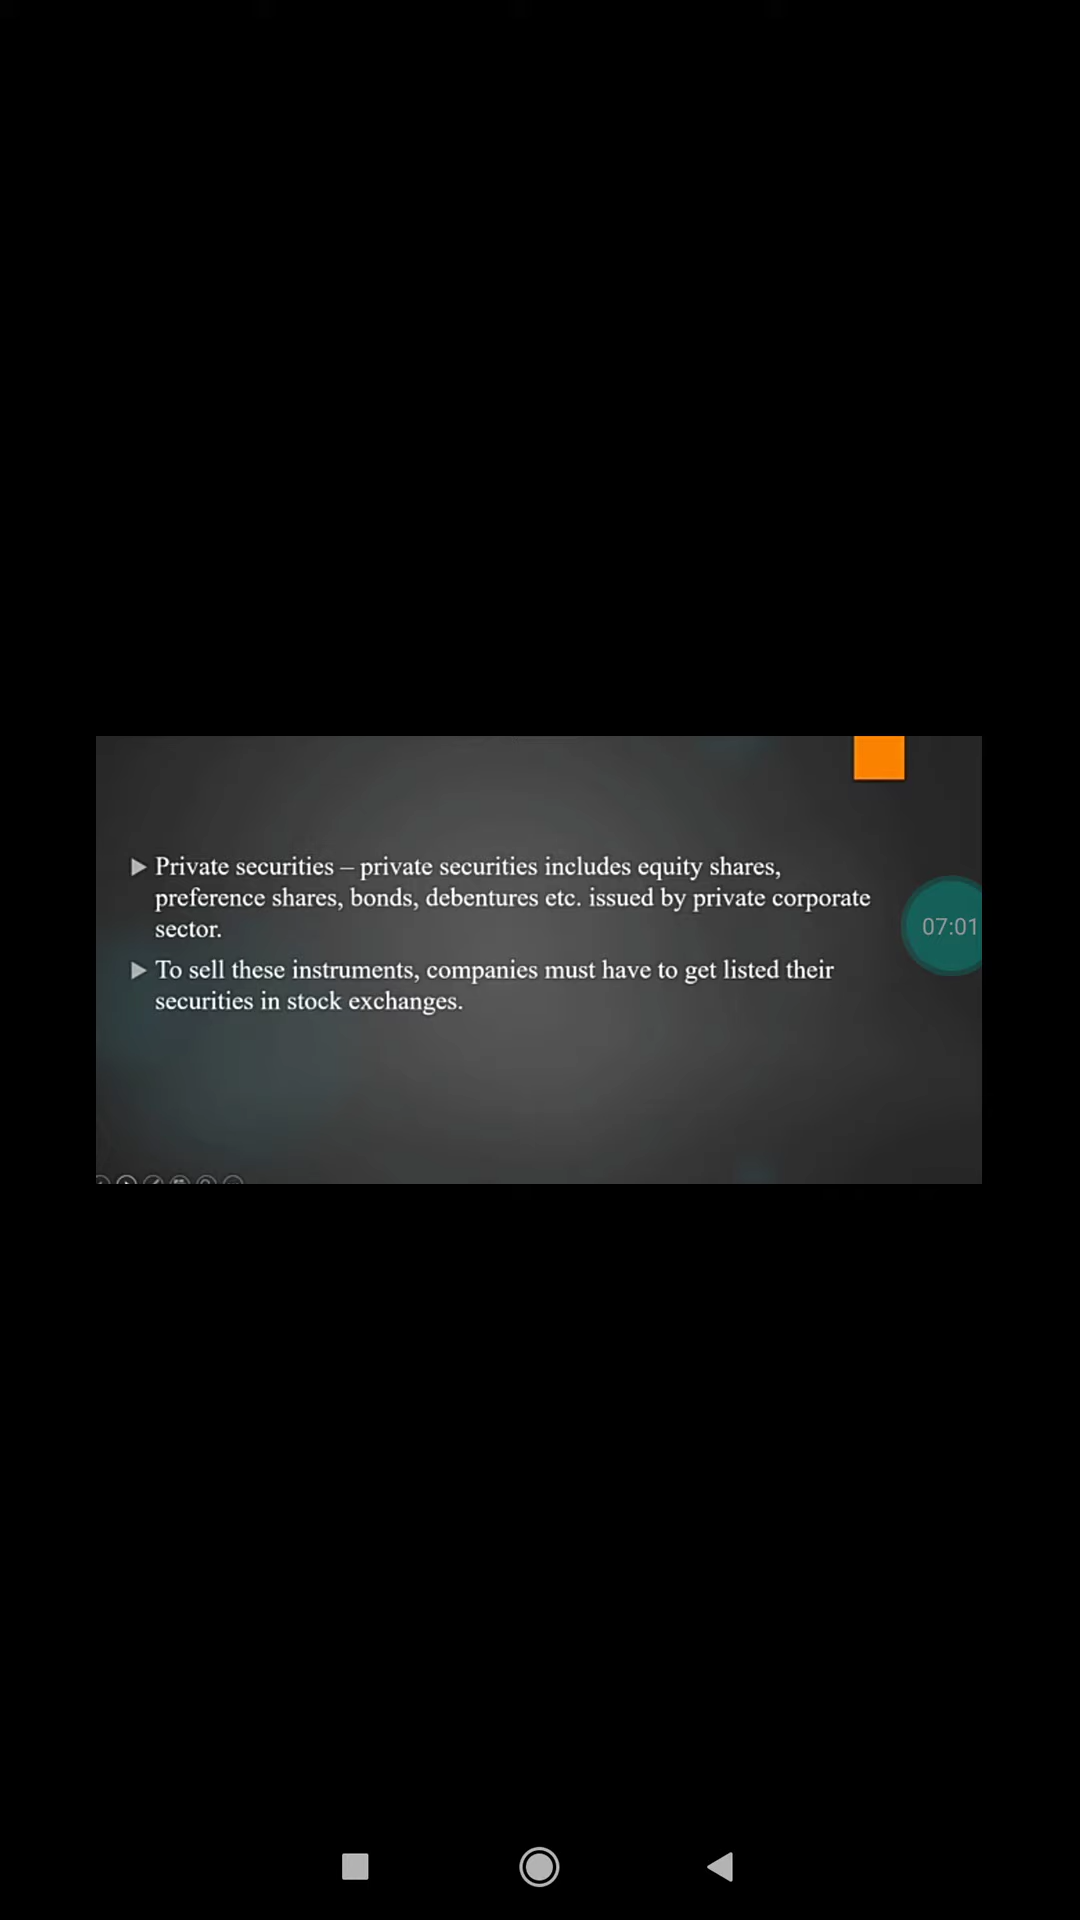 Private securities – private securities includes equity shares,
preference shares, bonds, debentures etc. issued by private corporate
sector.
07:01
To sell these instruments, companies must have to get listed their
securities in stock exchanges.